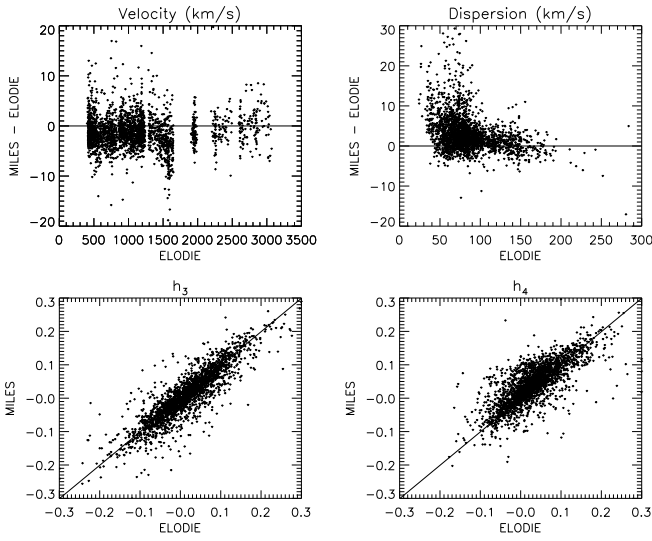 Velocity (km/s)
Dispersion (km/s)
20
10
0
−10
−20
MILES − ELODIE
0 500 1000 1500 2000 2500 3000 3500
ELODIE
30
20
10
0
−10
−20
MILES − ELODIE
0 50 100 150 200 250 300
ELODIE
h3
h4
0.3
0.2
0.1
−0.0
−0.1
−0.2
−0.3
MILES
−0.3 −0.2 −0.1 −0.0 0.1 0.2 0.3
ELODIE
0.3
0.2
0.1
−0.0
−0.1
−0.2
−0.3
MILES
−0.3 −0.2 −0.1 −0.0 0.1 0.2 0.3
ELODIE